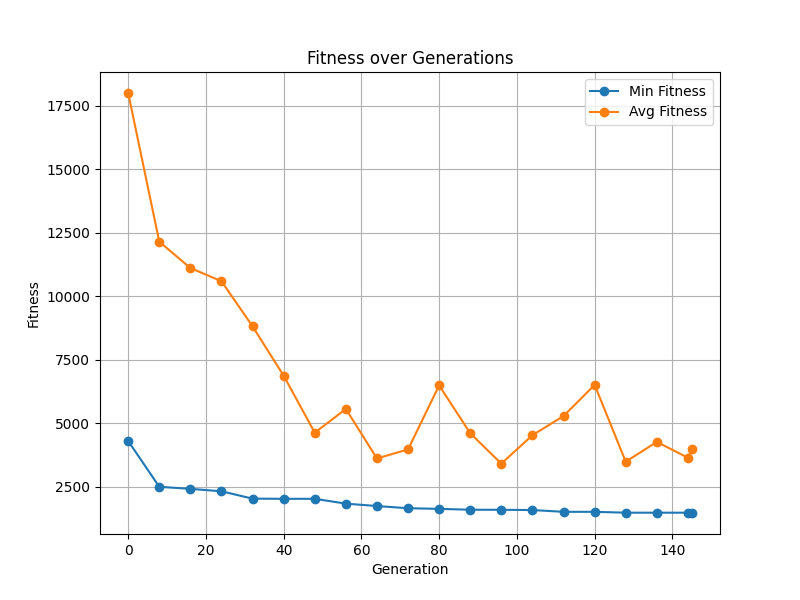 Fitness over Generations
Min Fitness
Avg Fitness
17500
15000
12500
10000
7500
5000
2500
Fitness
0 20 40 60 80 100 120 140
Generation